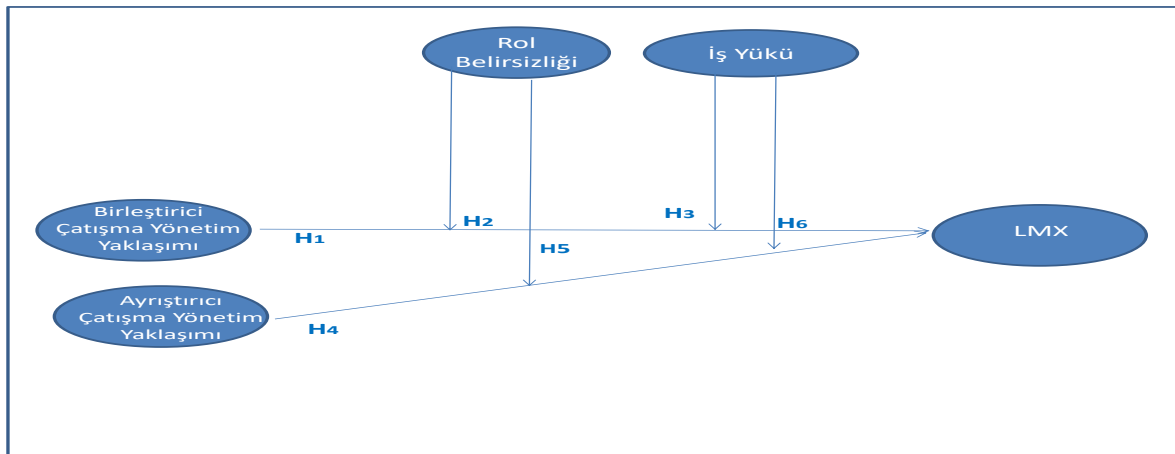 Rol
Belirsizliği
İş Yükü
Birleştirici
Çatışma Yönetim
Yaklaşımı
H1
H2
H3
H6
LMX
H5
Ayrıştırıcı
Çatışma Yönetim
Yaklaşımı
H4